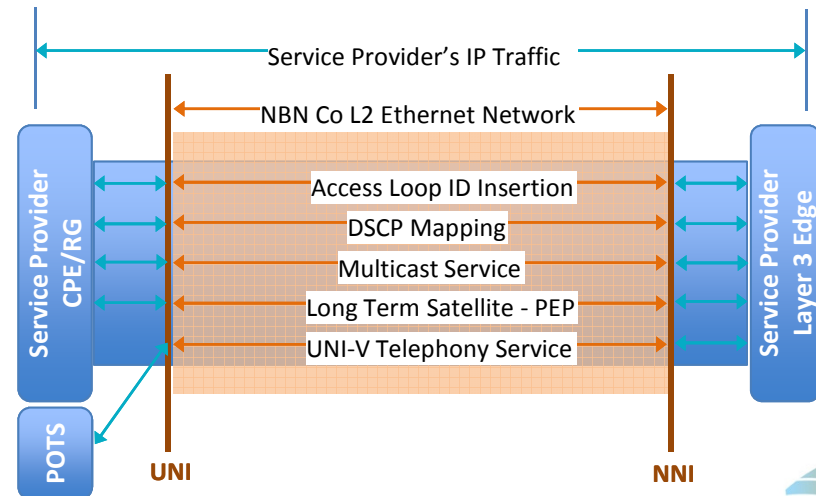 Service Provider's IP Traffic
NBN Co L2 Ethernet Network
Service Provider
CPE/RG
Access Loop ID Insertion
DSCP Mapping
Multicast Service
Long Term Satellite - PEP
UNI-V Telephony Service
Service Provider
Layer 3 Edge
POTS
UNI
NNI